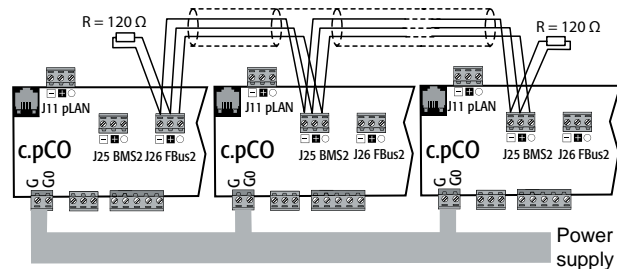 R = 120 Ω
R = 120 Ω
J11 pLAN
J11 pLAN
J11 pLAN
J25 BMS2
J26 FBus2
J25 BMS2
J26 FBus2
J25 BMS2
J26 FBus2
c.pCO
c.pCO
c.pCO
G
G0
G
G0
G
G0
Power
supply